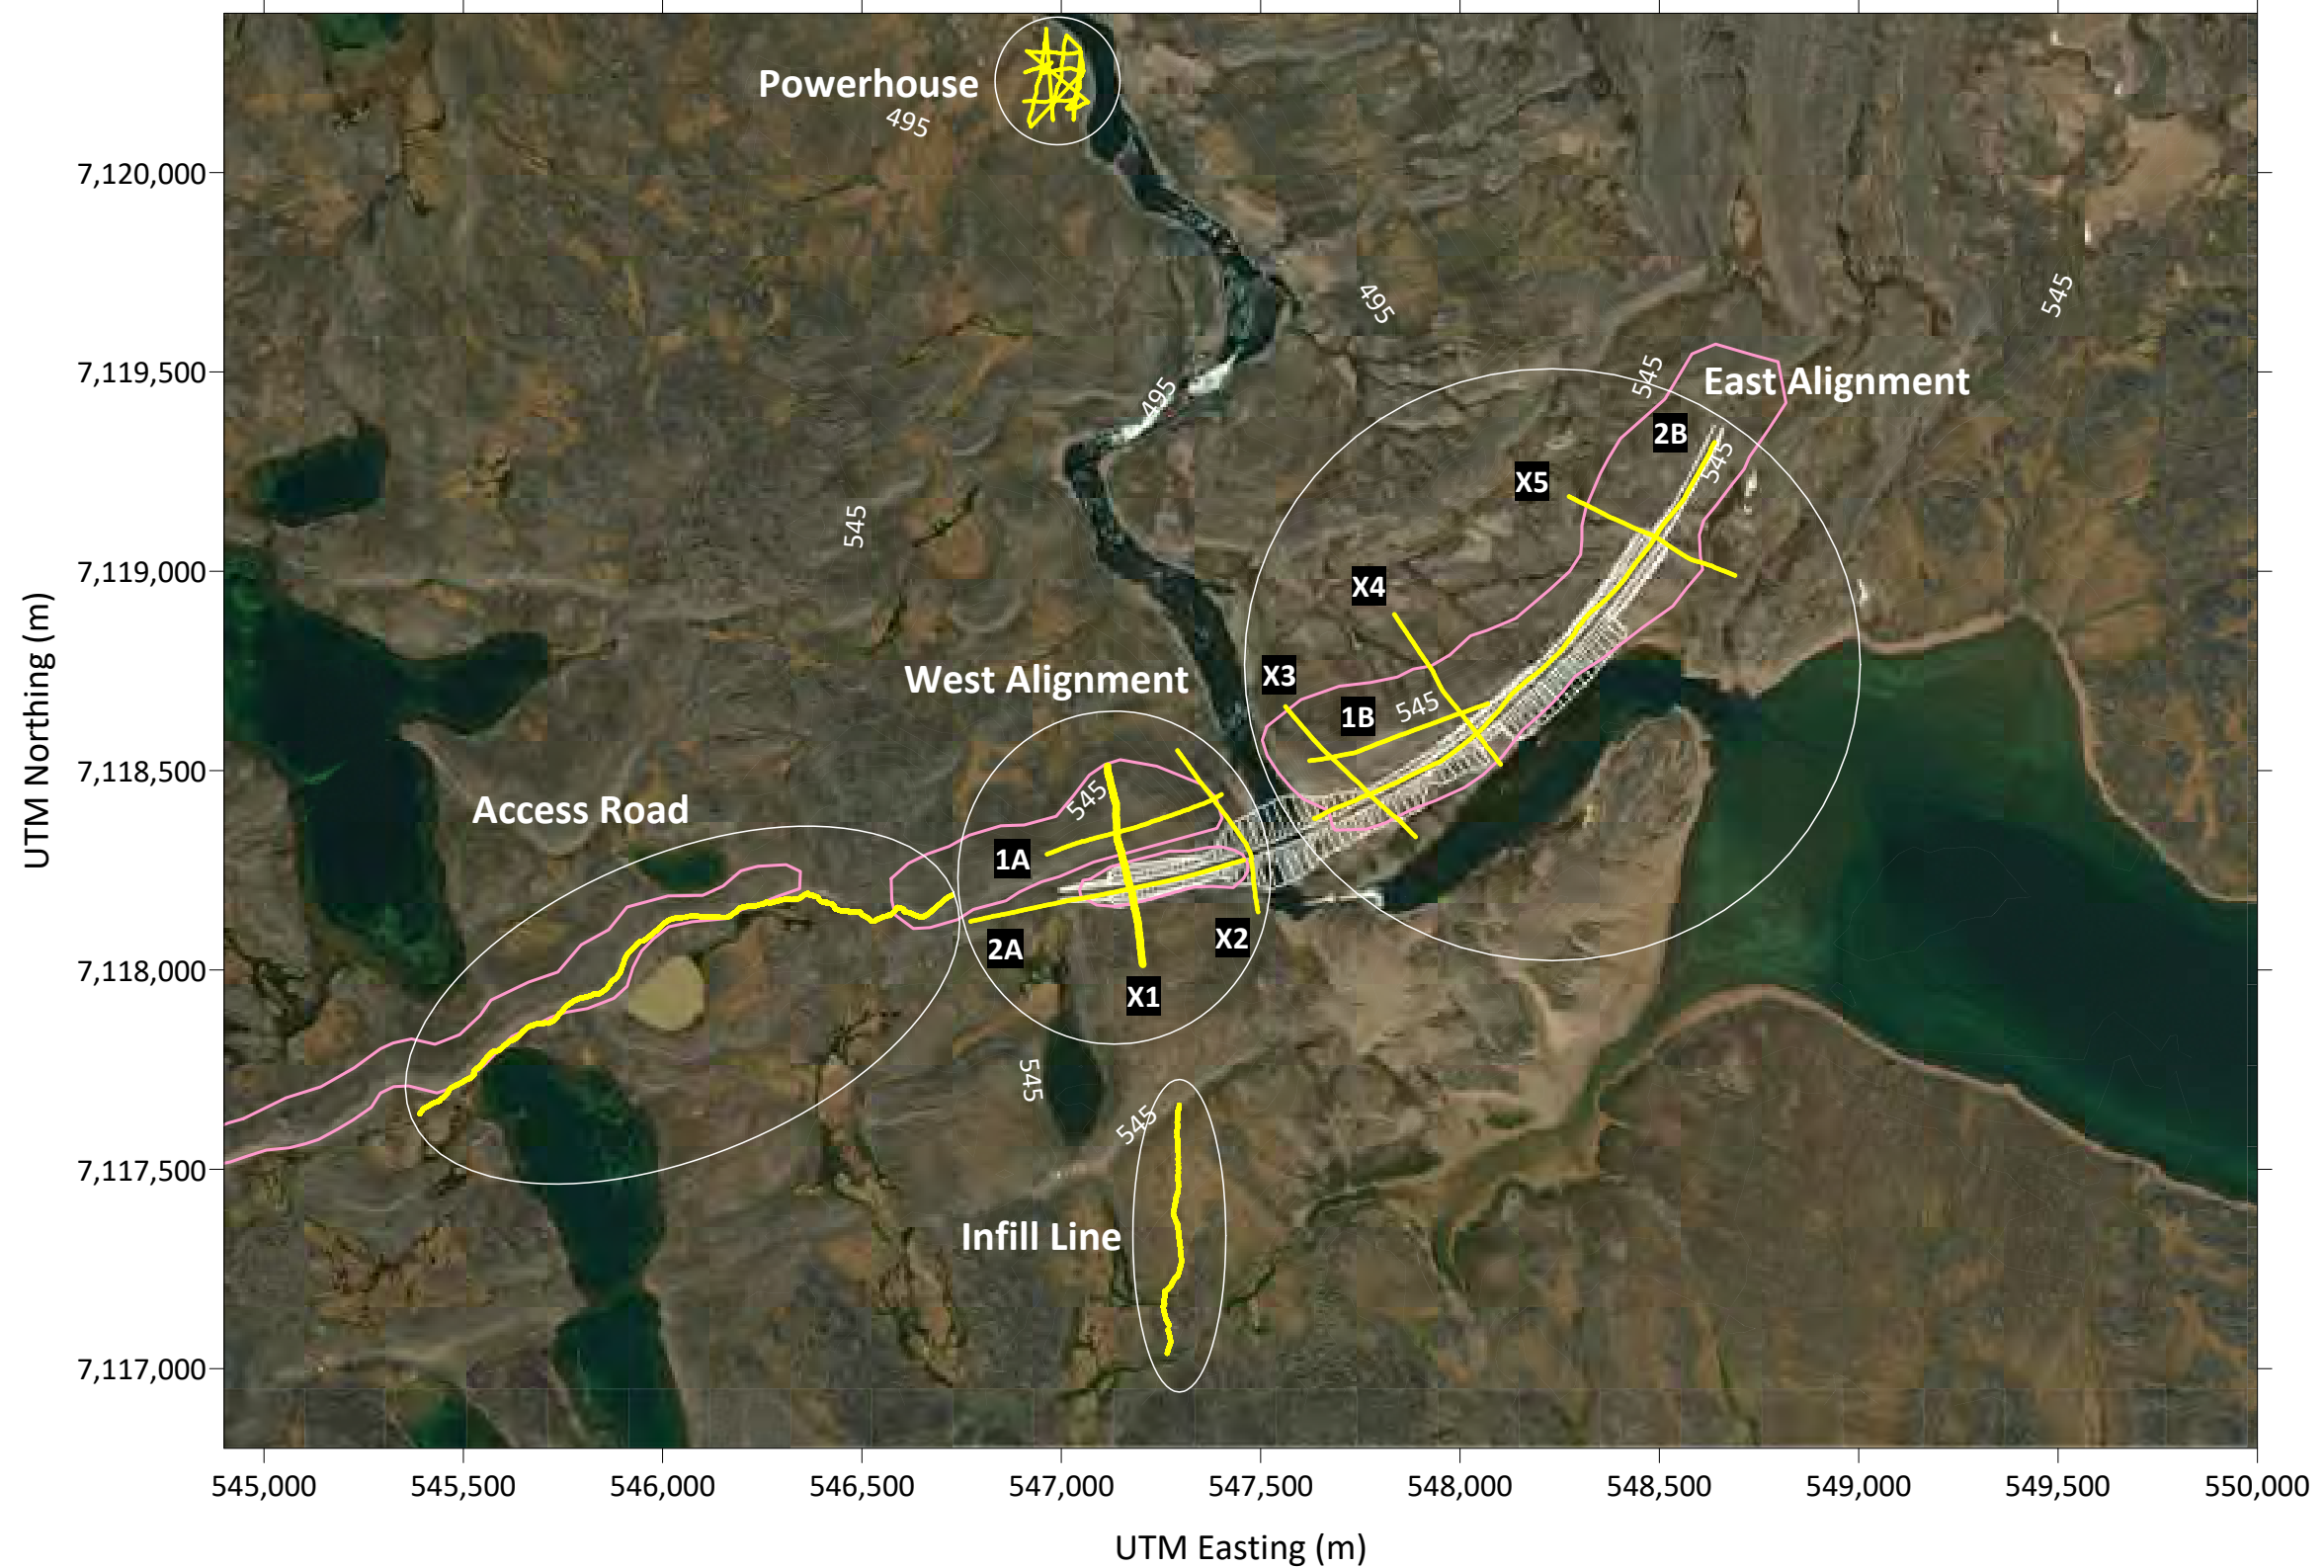 Powerhouse
495
7,120,000
495
545
7,119,500
495
545
East Alignment
2B
545
X5
545
7,119,000
X4
West Alignment
X3
545
1B
7,118,500
545
Access Road
1A
2A
X2
X1
7,118,000
545
545
7,117,500
Infill Line
7,117,000
UTM Northing (m)
545,000 545,500 546,000 546,500 547,000 547,500 548,000 548,500 549,000 549,500 550,000
UTM Easting (m)